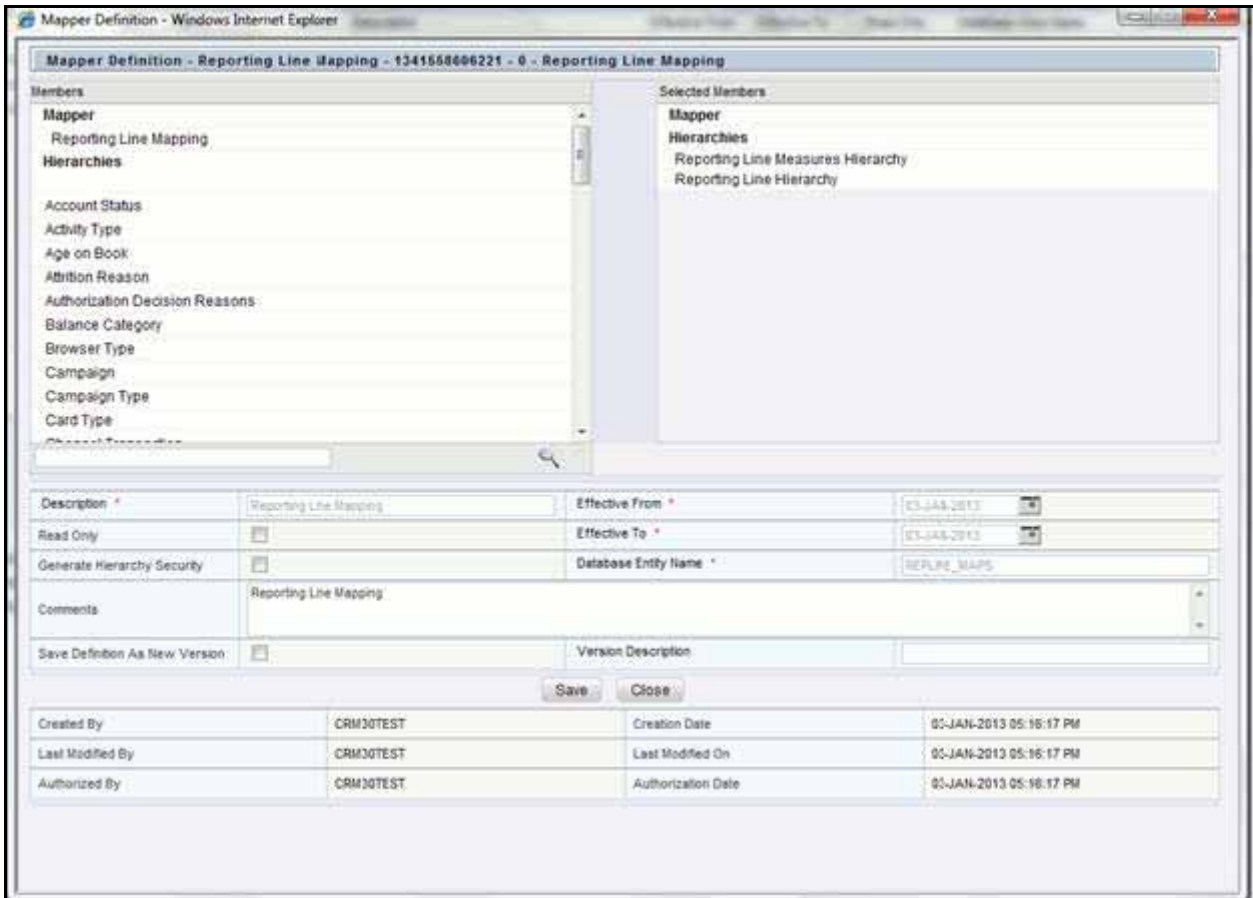 Mapper Definition - Windows Internet Explorer
Mapper Definition - Reporting Line Mapping - 1341558606221 - 0 - Reporting Line Mapping
Members
Selected Members
Mapper
Reporting Line Mapping
Hierarchies
Account Status
Activity Type
Age on Book
Attrition Reason
Authorization Decision Reasons
Balance Category
Browser Type
Campaign
Campaign Type
Card Type
Mapper
Hierarchies
Reporting Line Measures Hierarchy
Reporting Line Hierarchy
Description * Reporting Line Mapping Effective From * 03-JAN-2013
Read Only Effective To * 03-JAN-2013
Generate Hierarchy Security Database Entity Name *
Comments Reporting Line Mapping
Save Definition As New Version Version Description
Save Close
Created By CRM30TEST Creation Date 03-JAN-2013 05:16:17 PM
Last Modified By CRM30TEST Last Modified On 03-JAN-2013 05:16:17 PM
Authorized By CRM30TEST Authorization Date 03-JAN-2013 05:16:17 PM